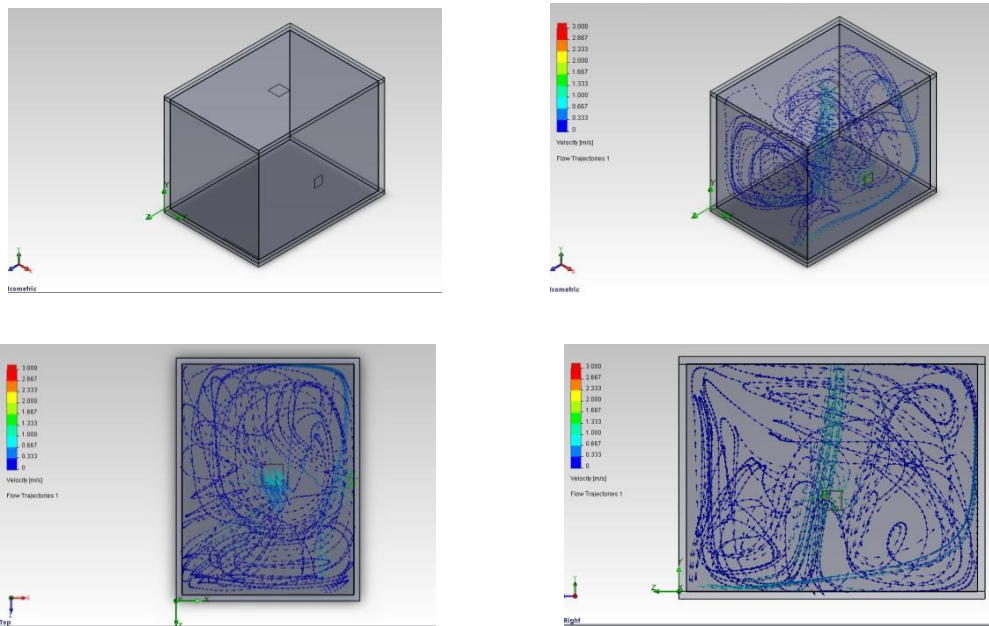 Y
Z
Isometric
3.000
2.667
2.333
2.000
1.667
1.333
1.000
0.667
0.333
0
Velocity [m/s]
Flow Trajectories 1
Z
Isometric
3.000
2.667
2.333
2.000
1.667
1.333
1.000
0.667
0.333
0
Velocity [m/s]
Flow Trajectories 1
X
Top
3.000
2.667
2.333
2.000
1.667
1.333
1.000
0.667
0.333
0
Velocity [m/s]
Flow Trajectories 1
Y
Z
X
Right